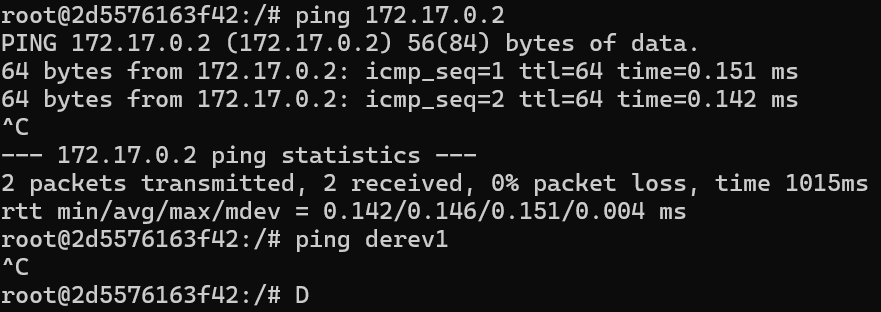 root@2d5576163f42:/# ping 172.17.0.2
PING 172.17.0.2 (172.17.0.2) 56(84) bytes of data.
64 bytes from 172.17.0.2: icmp_seq=1 ttl=64 time=0.151 ms
64 bytes from 172.17.0.2: icmp_seq=2 ttl=64 time=0.142 ms
^C
--- 172.17.0.2 ping statistics ---
2 packets transmitted, 2 received, 0% packet loss, time 1015ms
rtt min/avg/max/mdev = 0.142/0.146/0.151/0.004 ms
root@2d5576163f42:/# ping derev1
^C
root@2d5576163f42:/# D